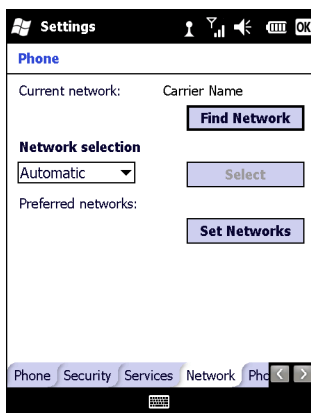 Settings OK
Phone
Current network: Carrier Name
Find Network
Network selection
Automatic Select
Preferred networks:
Set Networks
Phone Security Services Network Pho